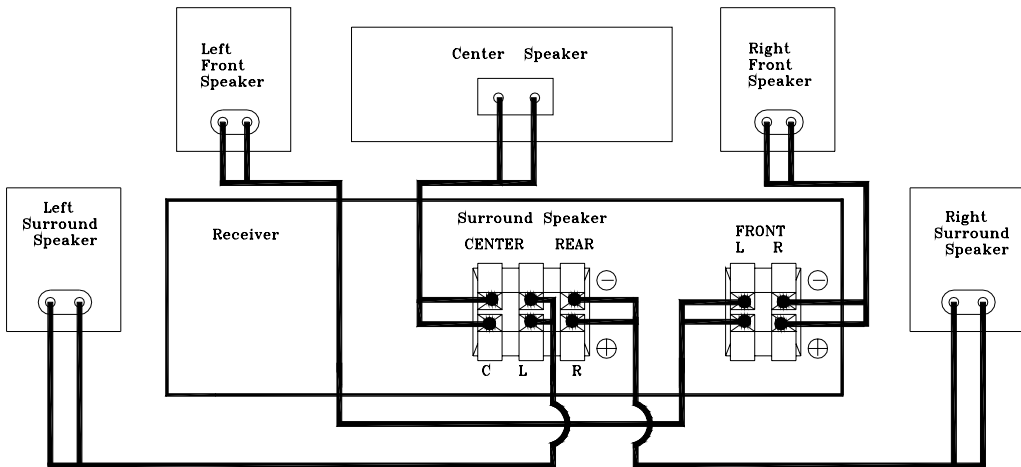 Left
Front
Speaker
Center Speaker
Right
Front
Speaker
Left
Surround
Speaker
Receiver
Surround Speaker
CENTER REAR
FRONT
L R
Right
Surround
Speaker
−
+
−
+
C L R